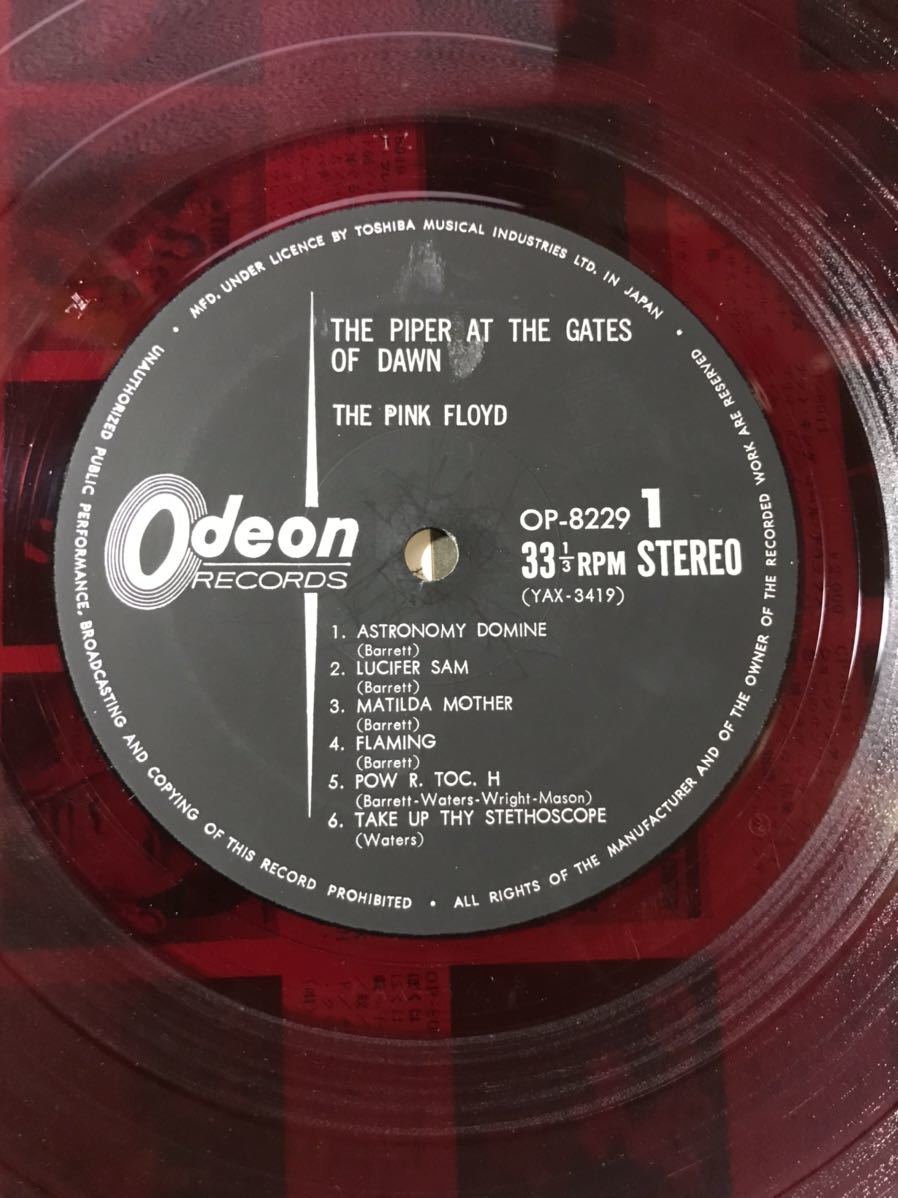 MFD. UNDER LICENCE BY TOSHIBA MUSICAL INDUSTRIES LTD. IN JAPAN
THE PIPER AT THE GATES
OF DAWN
THE PINK FLOYD
Odeon
RECORDS
OP-8229 1
33 1/3 RPM STEREO
(YAX-3419)
1. ASTRONOMY DOMINE
(Barrett)
2. LUCIFER SAM
(Barrett)
3. MATILDA MOTHER
(Barrett)
4. FLAMING
(Barrett)
5. POW R. TOC. H
(Barrett-Waters-Wright-Mason)
6. TAKE UP THY STETHOSCOPE
(Waters)
• UNAUTHORIZED PUBLIC PERFORMANCE, BROADCASTING AND COPYING OF THIS RECORD PROHIBITED • ALL RIGHTS OF THE MANUFACTURER AND OF THE OWNER OF THE RECORDED WORK ARE RESERVED •